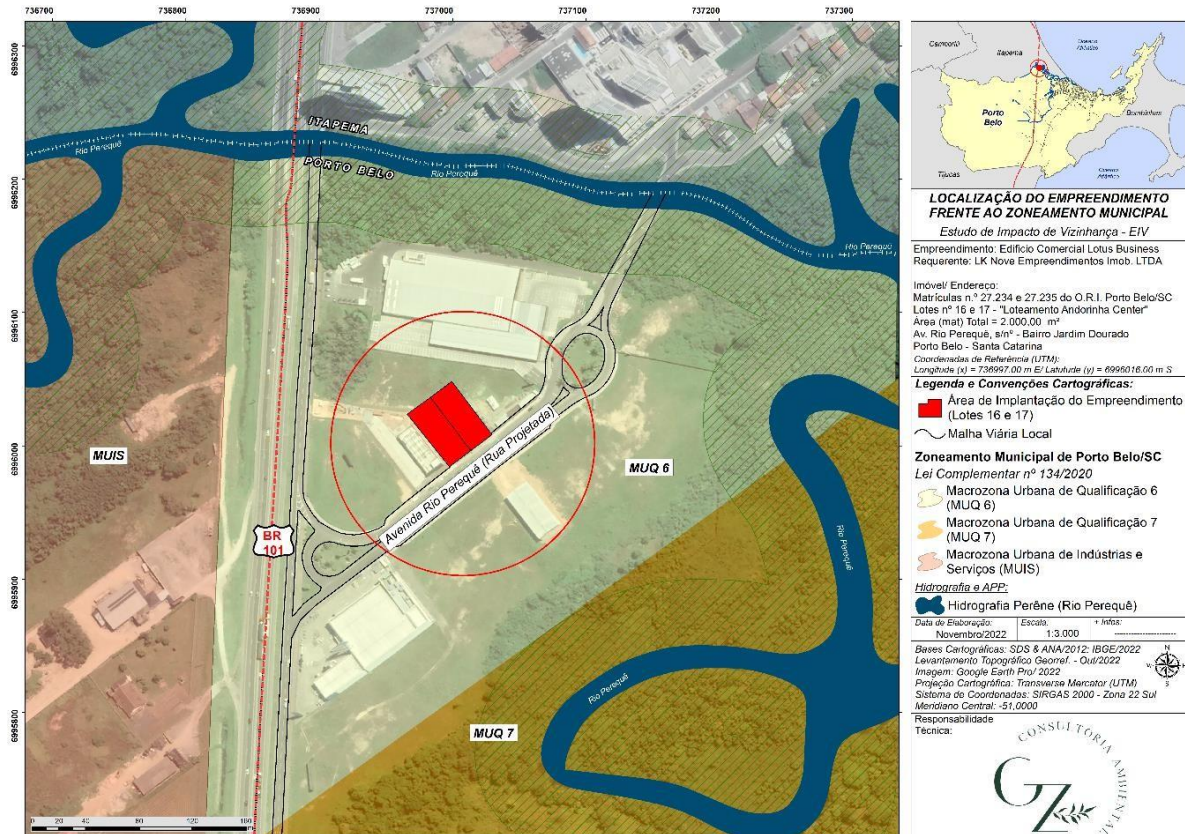 736700
736800
736900
737000
737100
737200
737300
6996300
6996200
6996100
6996000
6995900
6995800
ITAPEMA
PORTO BELO
Rio Perequê
Rio Perequê
Rio Perequê
MUIS
MUQ 6
Avenida Rio Perequê (Rua Projetada)
BR
101
Rio Perequê
Rio Perequê
MUQ 7
0 20 40 80 120 160
Itapema
Oceano
Atlântico
Porto
Belo
Bombinhas
Tijucas
Oceano
Atlântico
LOCALIZAÇÃO DO EMPREENDIMENTO
FRENTE AO ZONEAMENTO MUNICIPAL
Estudo de Impacto de Vizinhança - EIV
Empreendimento: Edifício Comercial Lotus Business
Requerente: LK Nove Empreendimentos Imob. LTDA
Imóvel/ Endereço:
Matrículas n.º 27.234 e 27.235 do O.R.I. Porto Belo/SC
Lotes nº 16 e 17 - "Loteamento Andorinha Center"
Área (mat) Total = 2.000,00 m²
Av. Rio Perequê, s/nº - Bairro Jardim Dourado
Porto Belo - Santa Catarina
Coordenadas de Referência (UTM):
Longitude (x) = 736997.00 m E/ Latutude (y) = 6996016.00 m S
Legenda e Convenções Cartográficas:
Área de Implantação do Empreendimento
(Lotes 16 e 17)
Malha Viária Local
Zoneamento Municipal de Porto Belo/SC
Lei Complementar nº 134/2020
Macrozona Urbana de Qualificação 6
(MUQ 6)
Macrozona Urbana de Qualificação 7
(MUQ 7)
Macrozona Urbana de Indústrias e
Serviços (MUIS)
Hidrografia e APP:
Hidrografia Perêne (Rio Perequê)
Data de Elaboração: Escala: + Infos:
Novembro/2022 1:3.000 --------------------
Bases Cartográficas: SDS & ANA/2012; IBGE/2022
Levantamento Topográfico Georref. - Out/2022
Imagem: Google Earth Pro/ 2022
Projeção Cartográfica: Transverse Mercator (UTM)
Sistema de Coordenadas: SIRGAS 2000 - Zona 22 Sul
Meridiano Central: -51,0000
N
Responsabilidade
Técnica:
CONSULTORIA AMBIENTAL
GZ